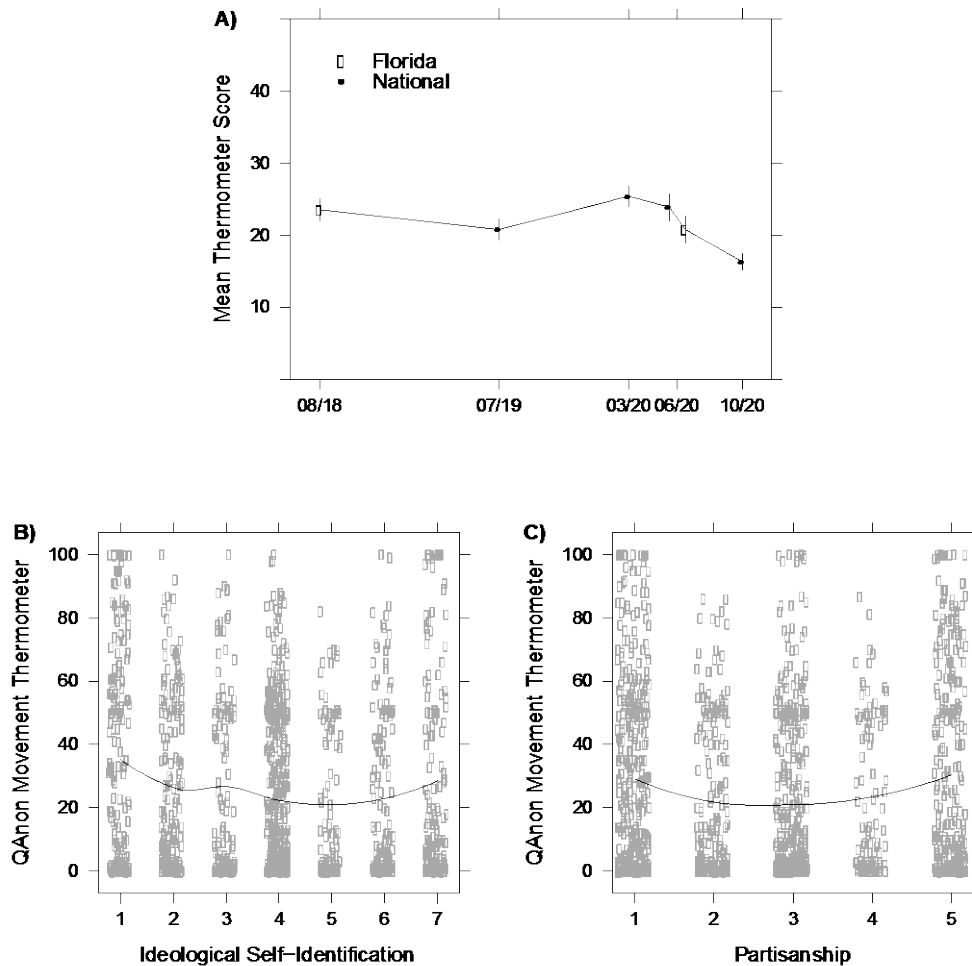 A)
Florida
National
Mean Thermometer Score
40
30
20
10
08/18 07/19 03/20 06/20 10/20
B)
QAnon Movement Thermometer
100
80
60
40
20
0
1 2 3 4 5 6 7
Ideological Self-Identification
C)
QAnon Movement Thermometer
100
80
60
40
20
0
1 2 3 4 5
Partisanship